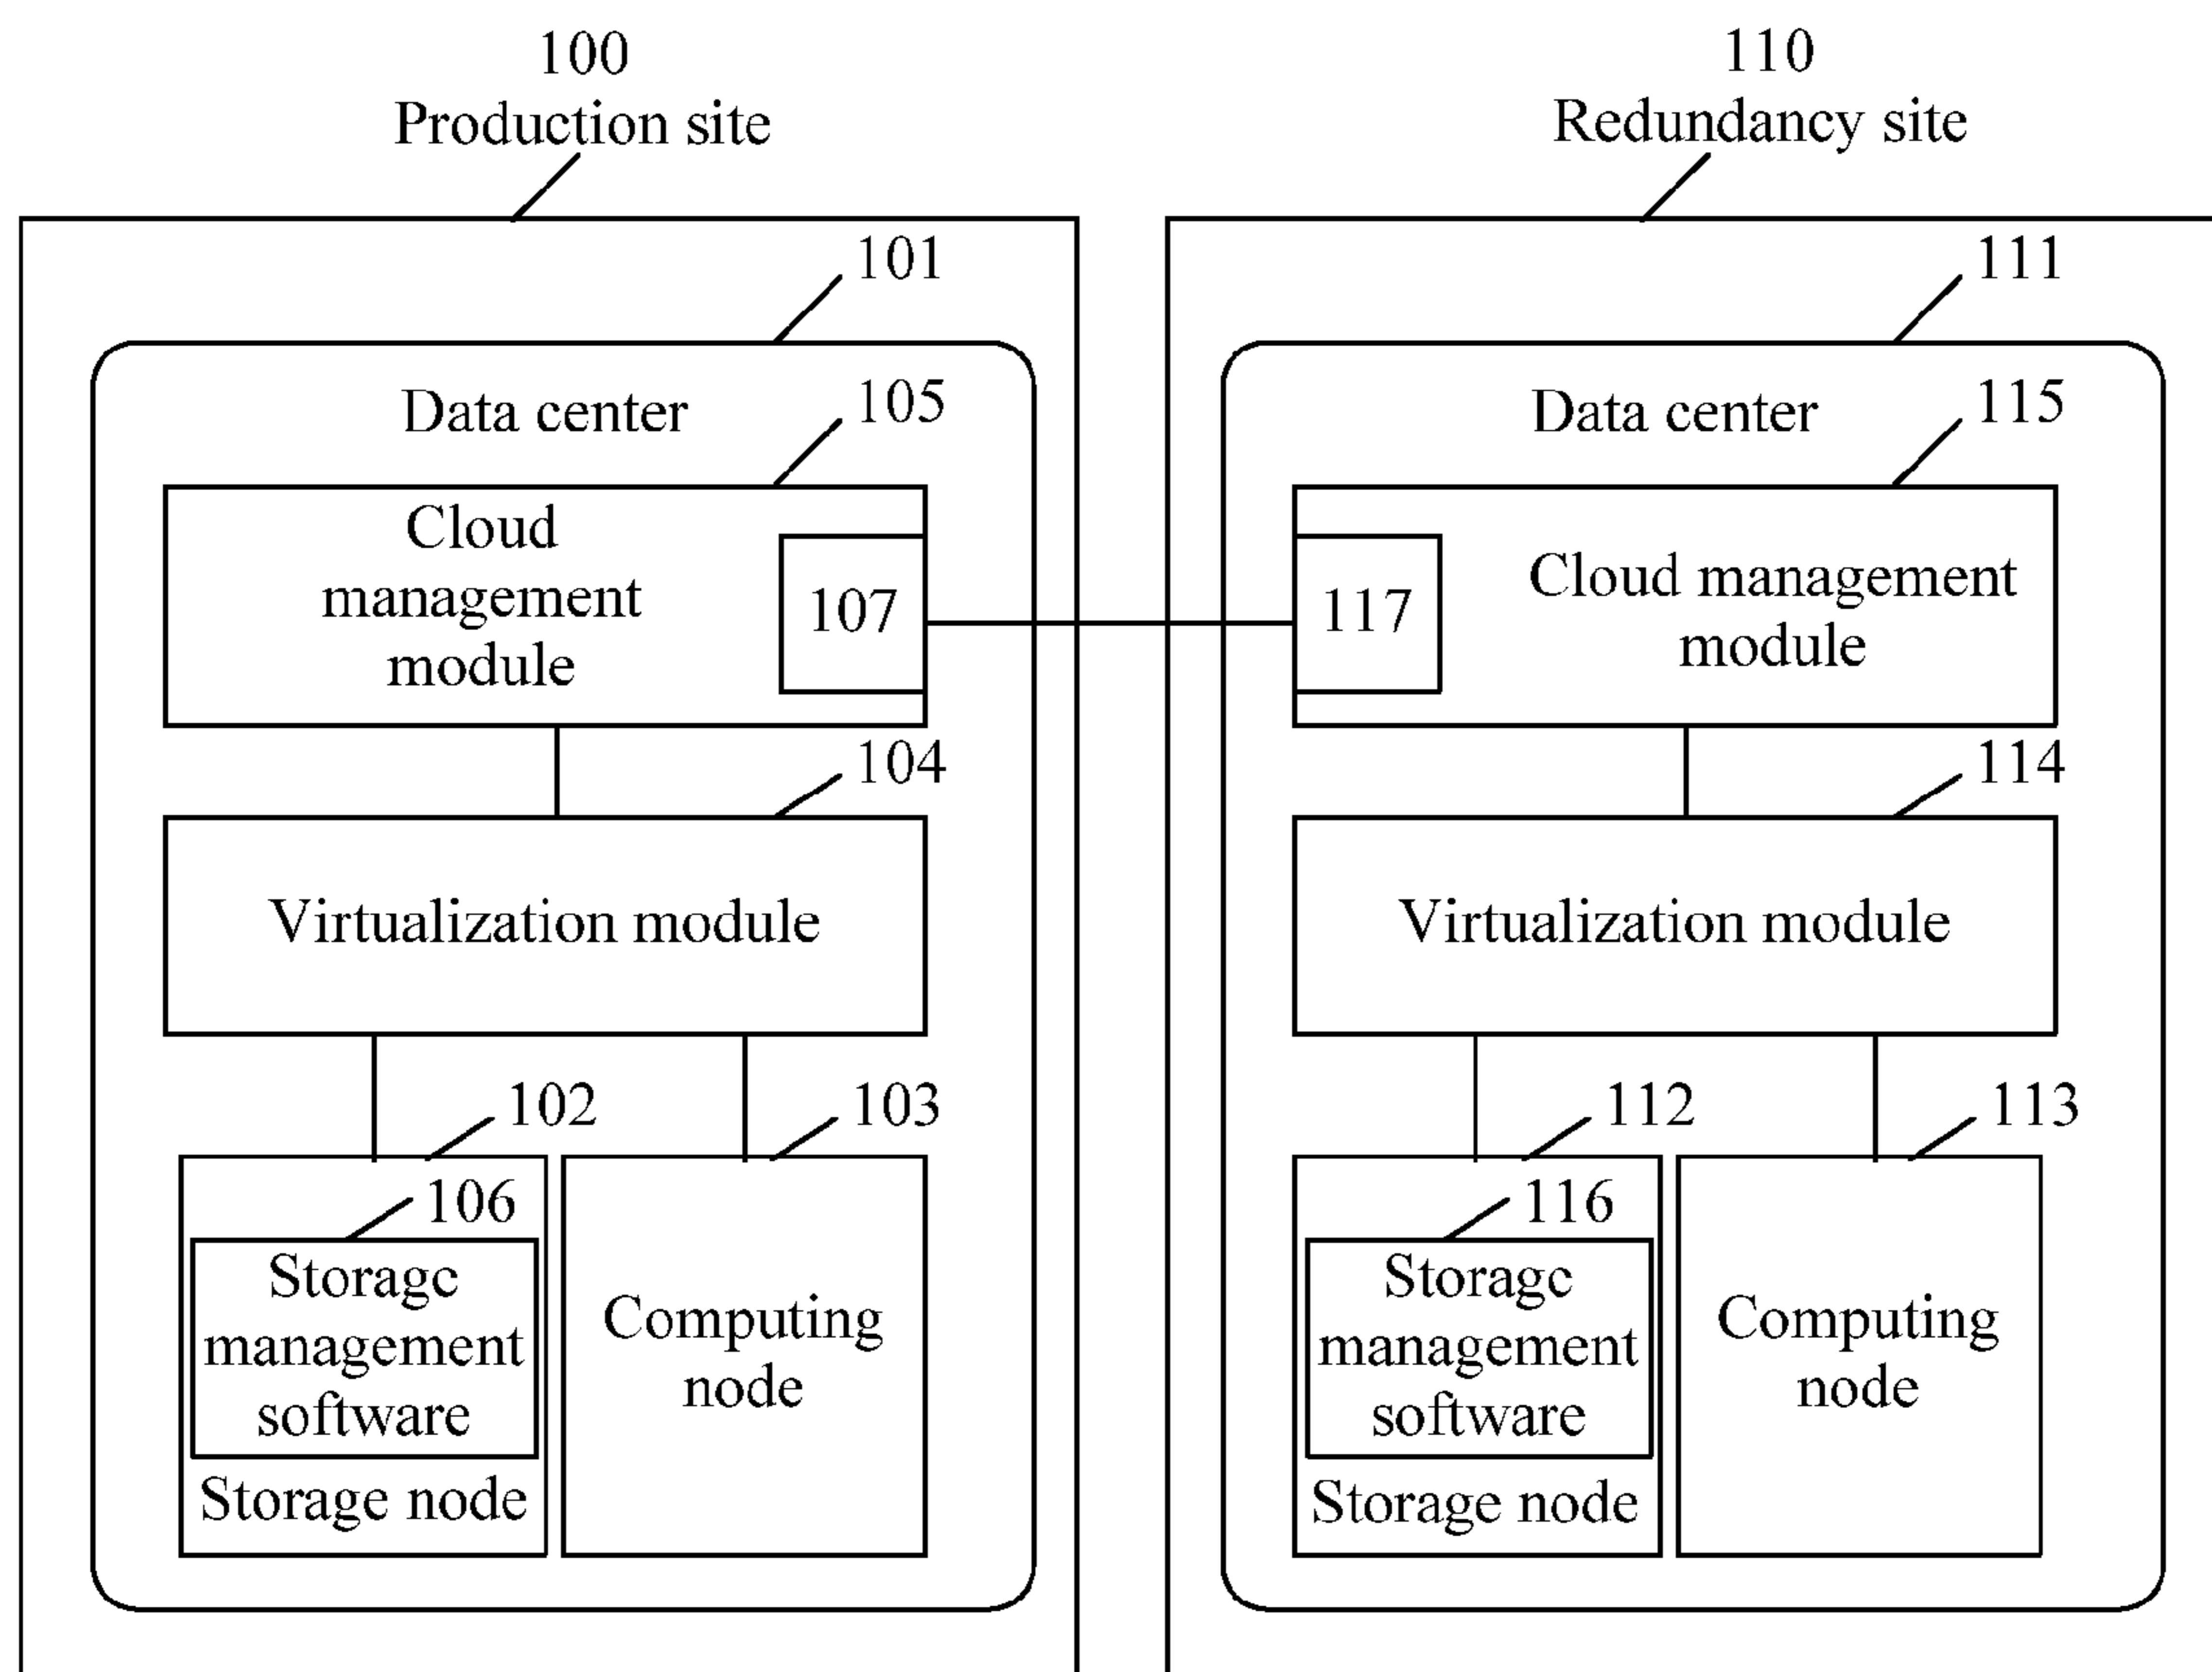 100
Production site
101
Data center
105
Cloud
management
module
107
104
Virtualization module
102
103
106
Storage
management
software
Storage node
Computing
node
110
Redundancy site
111
Data center
115
117
Cloud management
module
114
Virtualization module
112
113
116
Storage
management
software
Storage node
Computing
node